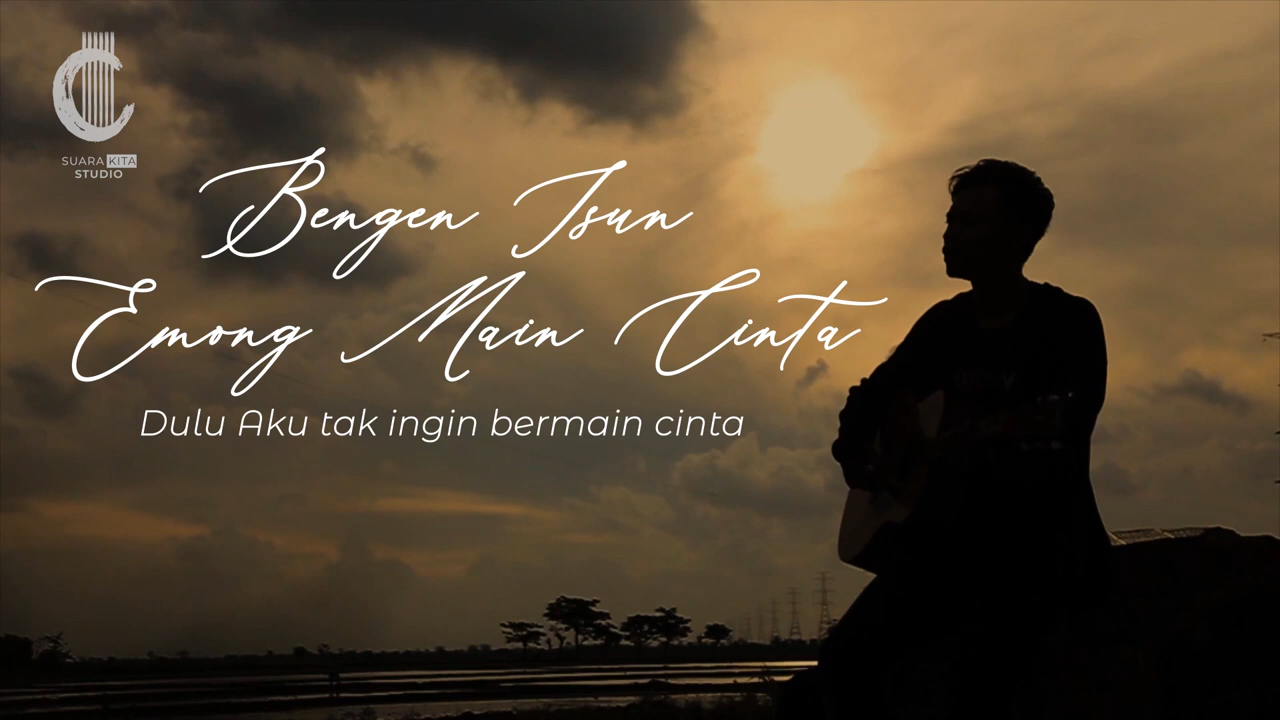 SUARA KITA
STUDIO
Bengen Isun
Emong Main Cinta
Dulu Aku tak ingin bermain cinta